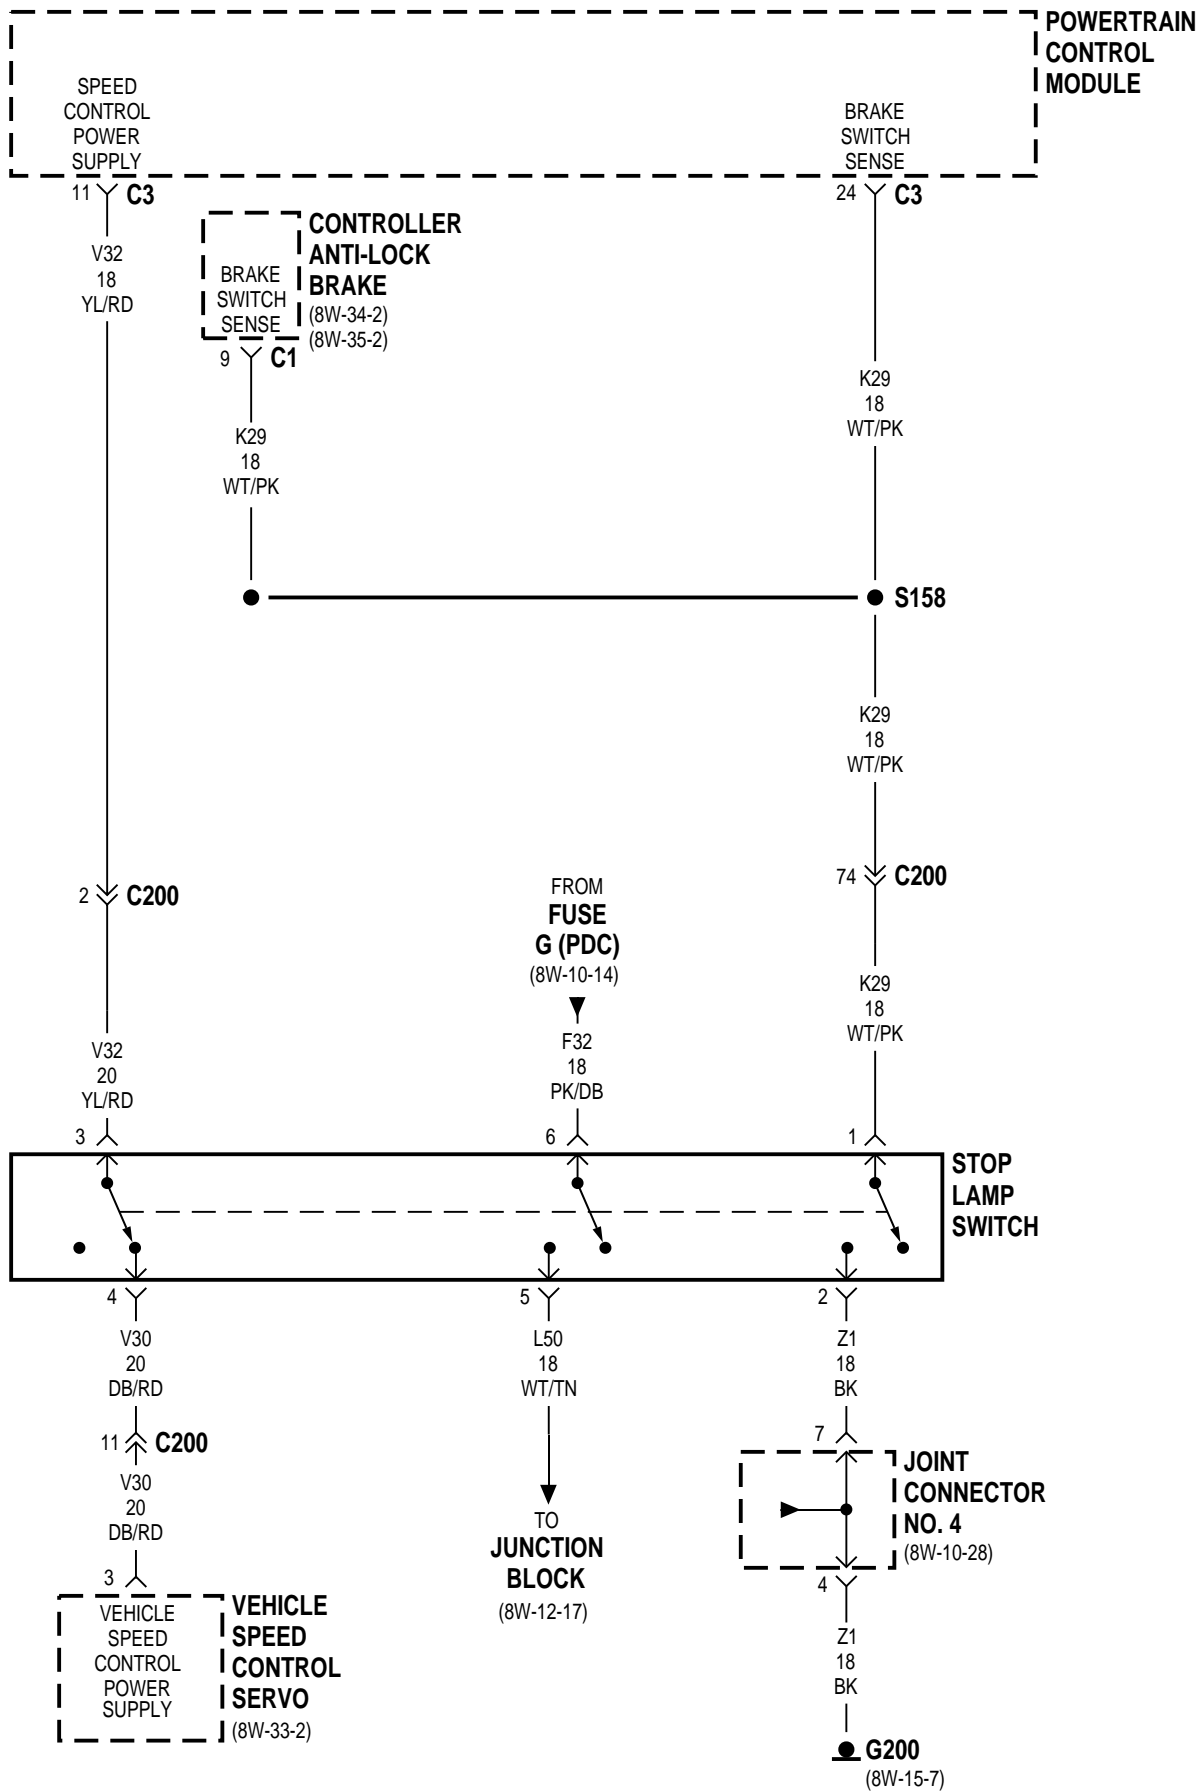 POWERTRAIN
CONTROL
MODULE
SPEED
CONTROL
POWER
SUPPLY
BRAKE
SWITCH
SENSE
11
C3
24
C3
V32
18
YL/RD
CONTROLLER
ANTI-LOCK
BRAKE
(8W-34-2)
(8W-35-2)
BRAKE
SWITCH
SENSE
9
C1
K29
18
WT/PK
K29
18
WT/PK
S158
K29
18
WT/PK
2
C200
74
C200
FROM
FUSE
G (PDC)
(8W-10-14)
K29
18
WT/PK
V32
20
YL/RD
F32
18
PK/DB
3
6
1
STOP
LAMP
SWITCH
4
5
2
V30
20
DB/RD
L50
18
WT/TN
Z1
18
BK
11
C200
7
V30
20
DB/RD
JOINT
CONNECTOR
NO. 4
(8W-10-28)
TO
JUNCTION
BLOCK
(8W-12-17)
3
4
VEHICLE
SPEED
CONTROL
POWER
SUPPLY
VEHICLE
SPEED
CONTROL
SERVO
(8W-33-2)
Z1
18
BK
G200
(8W-15-7)